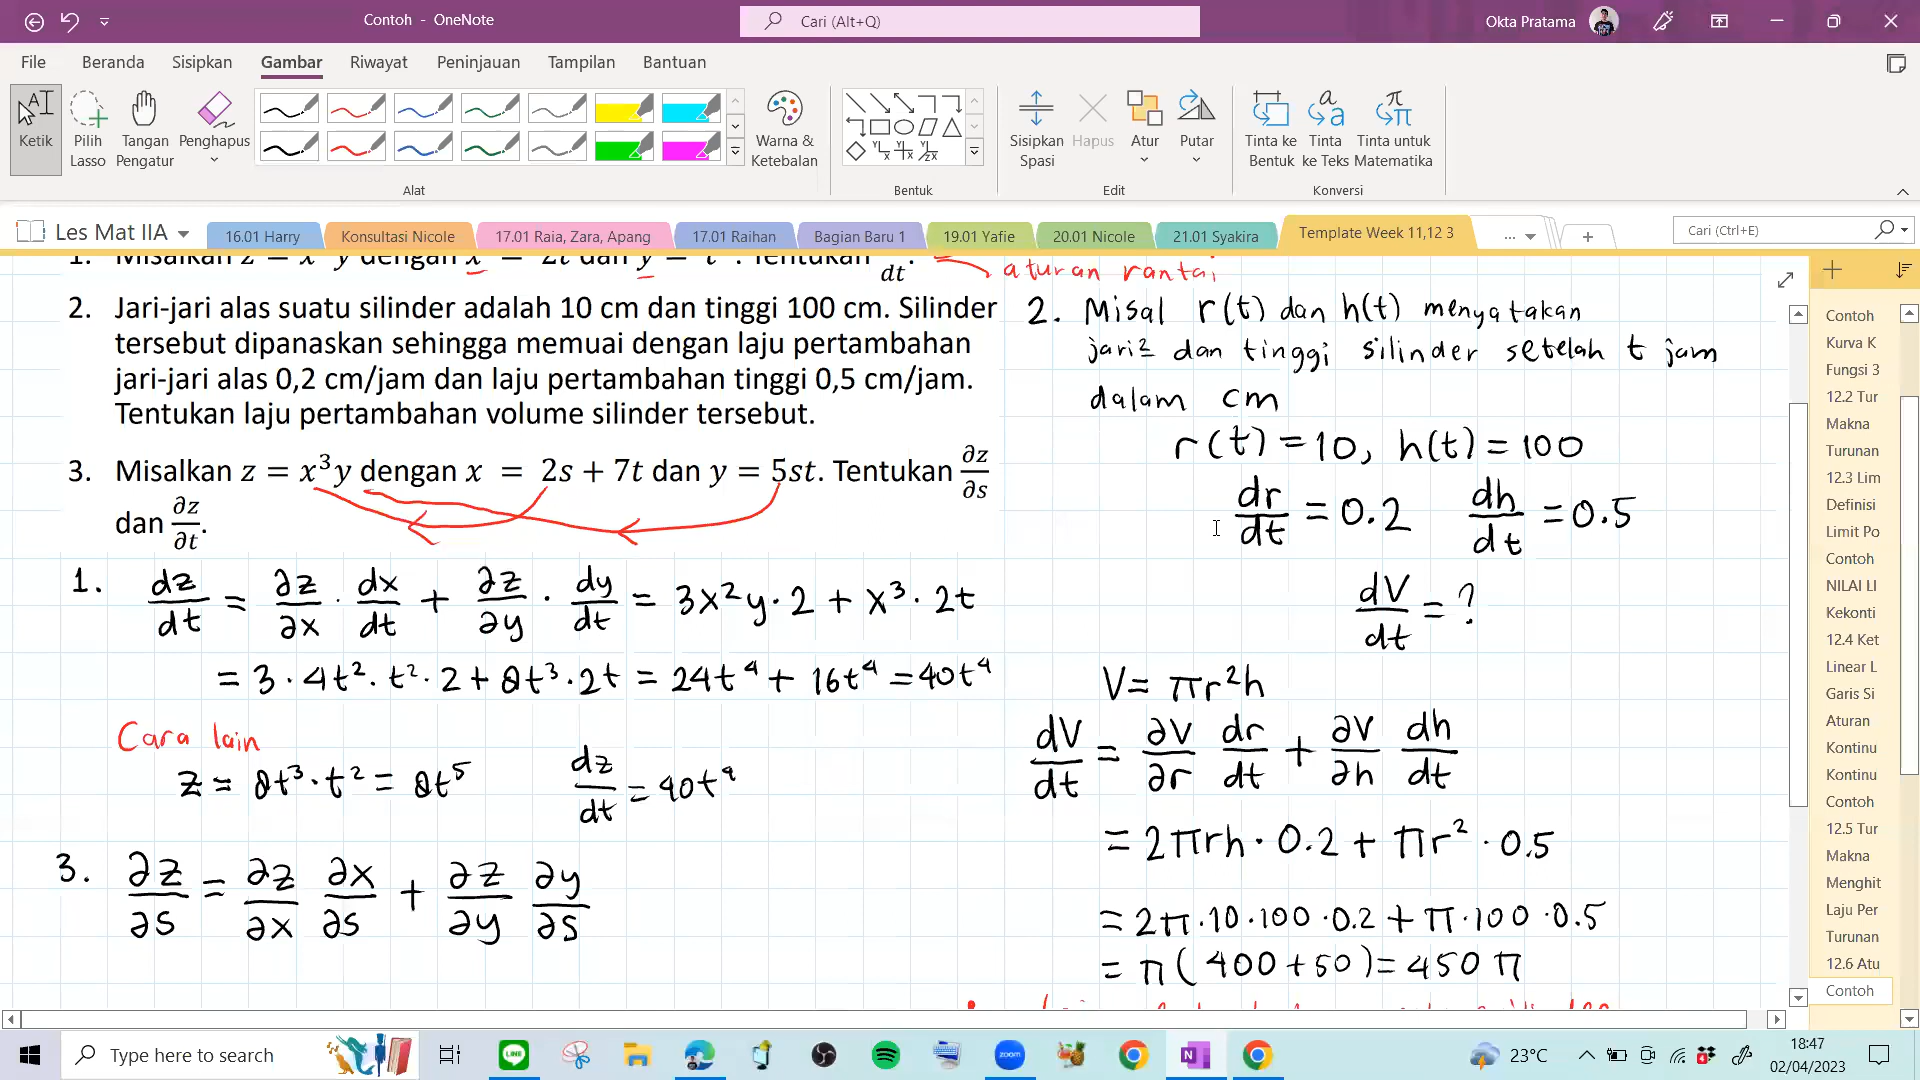 Contoh - OneNote
Cari (Alt+Q)
Okta Pratama
File Beranda Sisipkan Gambar Riwayat Peninjauan Tampilan Bantuan
Ketik
Pilih Lasso
Tangan Pengatur
Penghapus
Warna & Ketebalan
Sisipkan Spasi
Hapus
Atur
Putar
Tinta ke Bentuk
Tinta ke Teks
Tinta untuk Matematika
Alat
Bentuk
Edit
Konversi
Les Mat IIA
16.01 Harry
Konsultasi Nicole
17.01 Raia, Zara, Apang
17.01 Raihan
Bagian Baru 1
19.01 Yafie
20.01 Nicole
21.01 Syakira
Template Week 11,12 3
...
Cari (Ctrl+E)
dt
aturan rantai
2. Jari-jari alas suatu silinder adalah 10 cm dan tinggi 100 cm. Silinder
tersebut dipanaskan sehingga memuai dengan laju pertambahan
jari-jari alas 0,2 cm/jam dan laju pertambahan tinggi 0,5 cm/jam.
Tentukan laju pertambahan volume silinder tersebut.
3. Misalkan z = x³y dengan x = 2s + 7t dan y = 5st. Tentukan ∂z/∂s
dan ∂z/∂t.
1. dz/dt = ∂z/∂x · dx/dt + ∂z/∂y · dy/dt = 3x²y · 2 + x³ · 2t
= 3 · 4t² · t² · 2 + 8t³ · 2t = 24t⁴ + 16t⁴ = 40t⁴
Cara lain
z = 8t³ · t² = 8t⁵ dz/dt = 40t⁴
3. ∂z/∂s = ∂z/∂x ∂x/∂s + ∂z/∂y ∂y/∂s
2. Misal r(t) dan h(t) menyatakan
jari2 dan tinggi silinder setelah t jam
dalam cm
r(t) = 10, h(t) = 100
dr/dt = 0.2 dh/dt = 0.5
dV/dt = ?
V = πr²h
dV/dt = ∂V/∂r dr/dt + ∂V/∂h dh/dt
= 2πrh · 0.2 + πr² · 0.5
= 2π · 10 · 100 · 0.2 + π · 100 · 0.5
= π(400 + 50) = 450 π
Contoh
Kurva K
Fungsi 3
12.2 Tur
Makna
Turunan
12.3 Lim
Definisi
Limit Po
Contoh
NILAI LI
Kekonti
12.4 Ket
Linear L
Garis Si
Aturan
Kontinu
Kontinu
Contoh
12.5 Tur
Makna
Menghit
Laju Per
Turunan
12.6 Atu
Contoh
Type here to search
LINE
zoom
23°C
18:47
02/04/2023